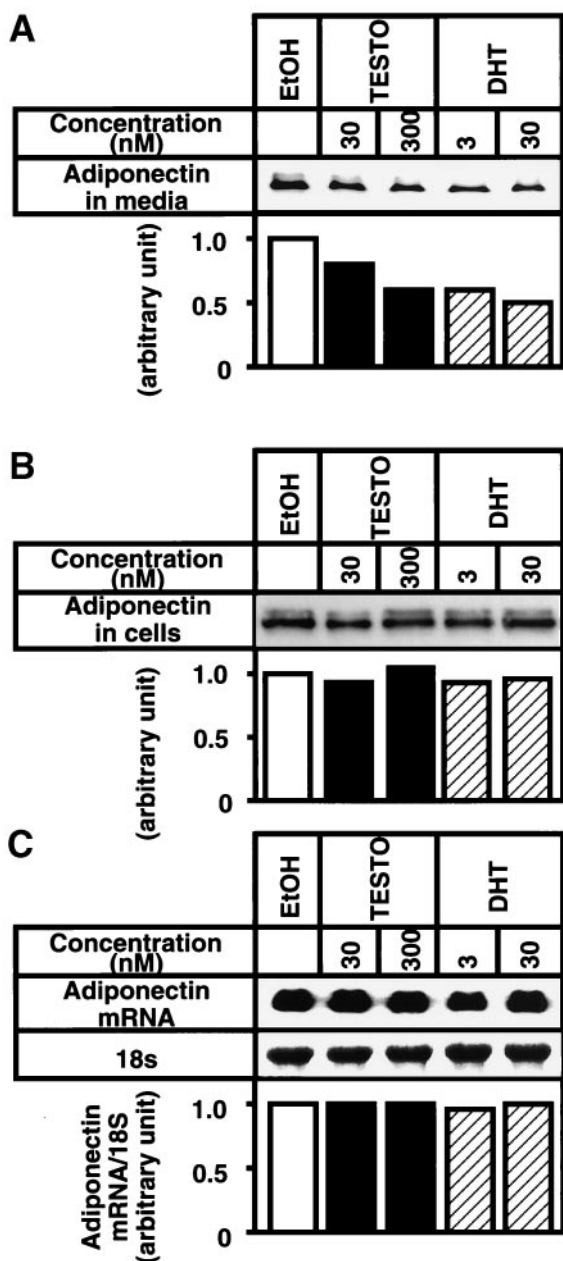 A
EtOH
TESTO
DHT
Concentration
(nM)
30
300
3
30
Adiponectin
in media
(arbitrary unit)
1.0
0.5
0
B
EtOH
TESTO
DHT
Concentration
(nM)
30
300
3
30
Adiponectin
in cells
(arbitrary unit)
1.0
0.5
0
C
EtOH
TESTO
DHT
Concentration
(nM)
30
300
3
30
Adiponectin
mRNA
18s
Adiponectin
mRNA/18S
(arbitrary unit)
1.0
0.5
0